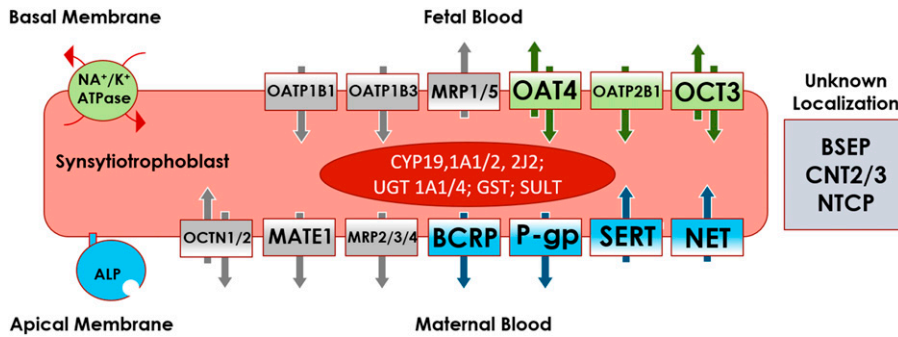 Basal Membrane
Fetal Blood
NA⁺/K⁺
ATPase
OATP1B1
OATP1B3
MRP1/5
OAT4
OATP2B1
OCT3
Unknown
Localization
Synsytiotrophoblast
CYP19,1A1/2, 2J2;
UGT 1A1/4; GST; SULT
BSEP
CNT2/3
NTCP
OCTN1/2
MATE1
MRP2/3/4
BCRP
P-gp
SERT
NET
ALP
Apical Membrane
Maternal Blood